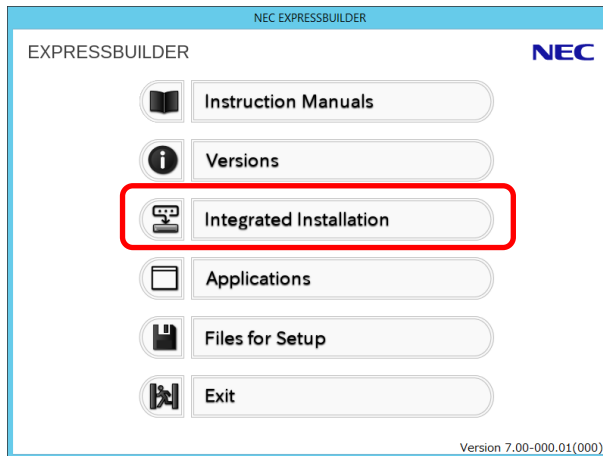 NEC EXPRESSBUILDER
EXPRESSBUILDER
NEC
Instruction Manuals
Versions
Integrated Installation
Applications
Files for Setup
Exit
Version 7.00-000.01(000)